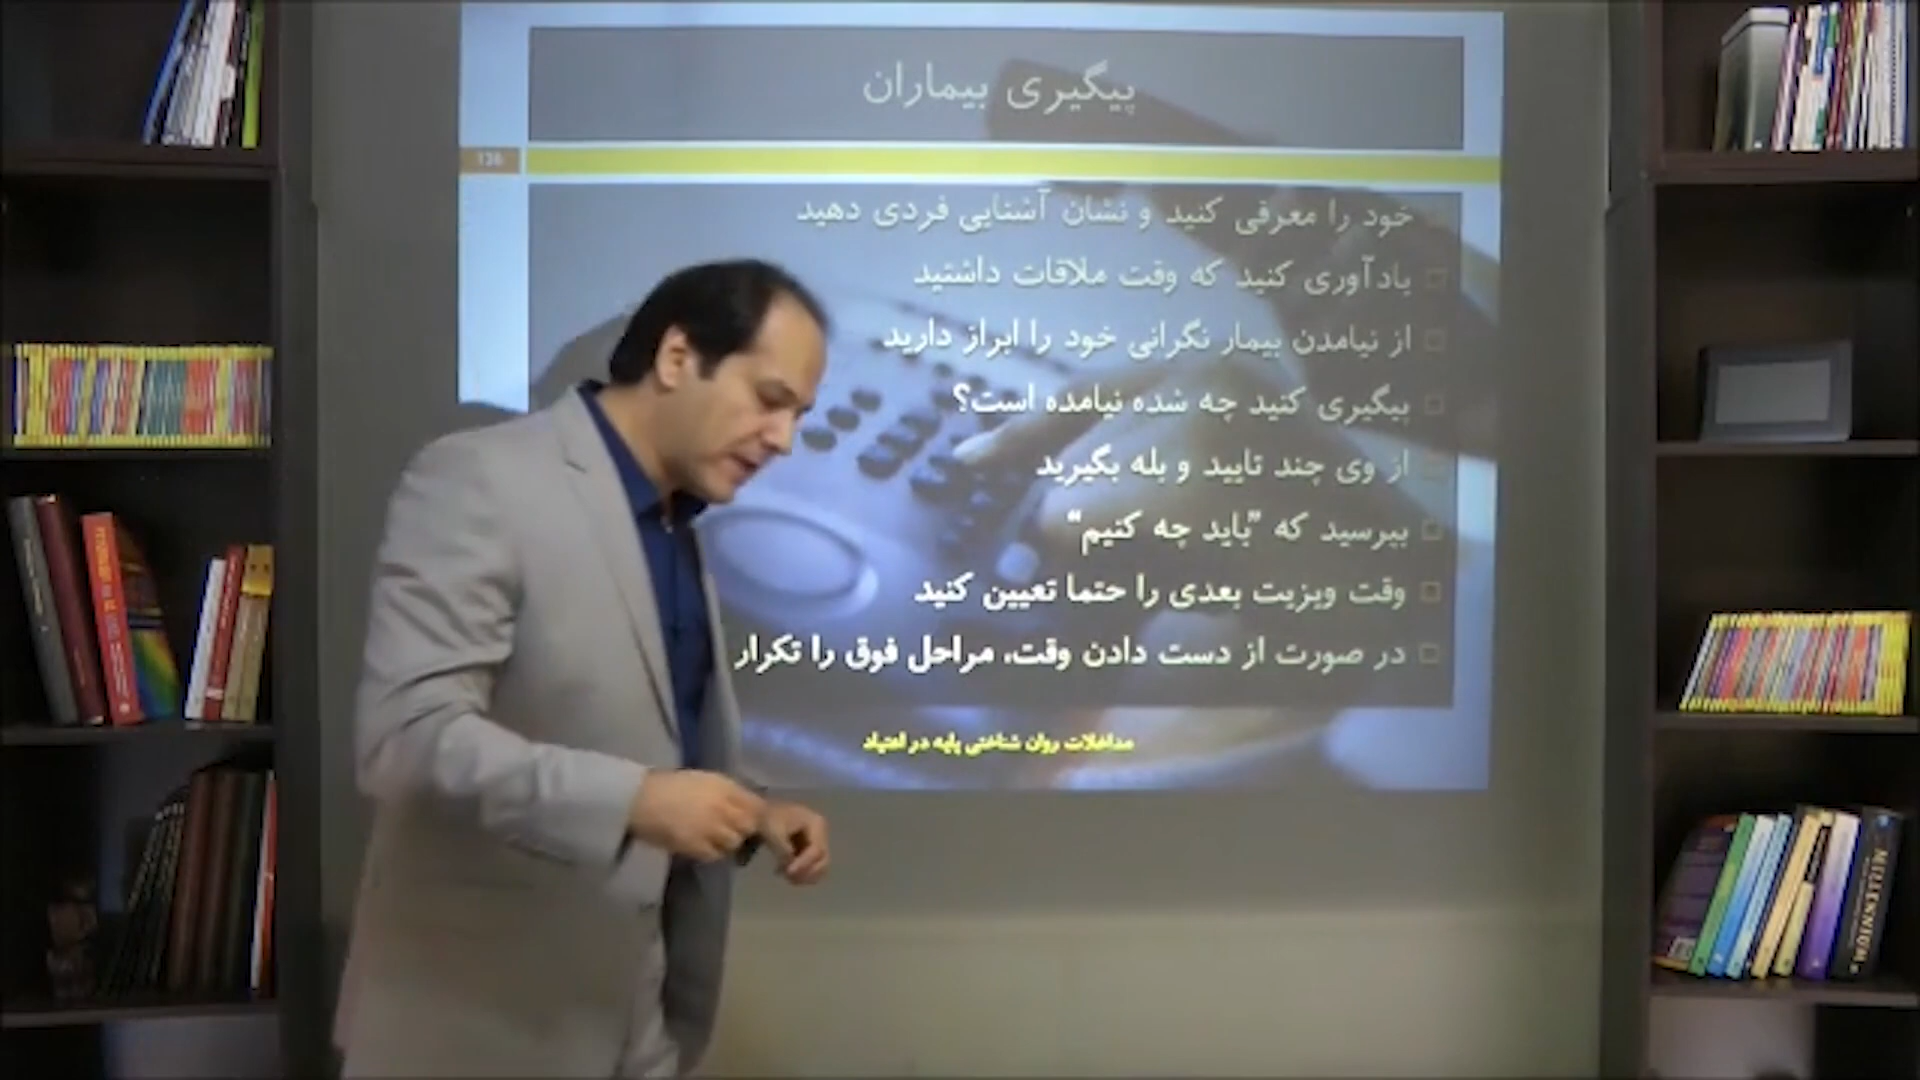 پیگیری بیماران
136
خود را معرفی کنید و نشان آشنایی فردی دهید
یادآوری کنید که وقت ملاقات داشتید
از نیامدن بیمار نگرانی خود را ابراز دارید
پیگیری کنید چه شده نیامده است؟
از وی چند تایید و بله بگیرید
بپرسید که ”باید چه کنیم“
وقت ویزیت بعدی را حتما تعیین کنید
در صورت از دست دادن وقت، مراحل فوق را تکرار
مداخلات روان شناختی پایه در اعتیاد
MILLENNIUM